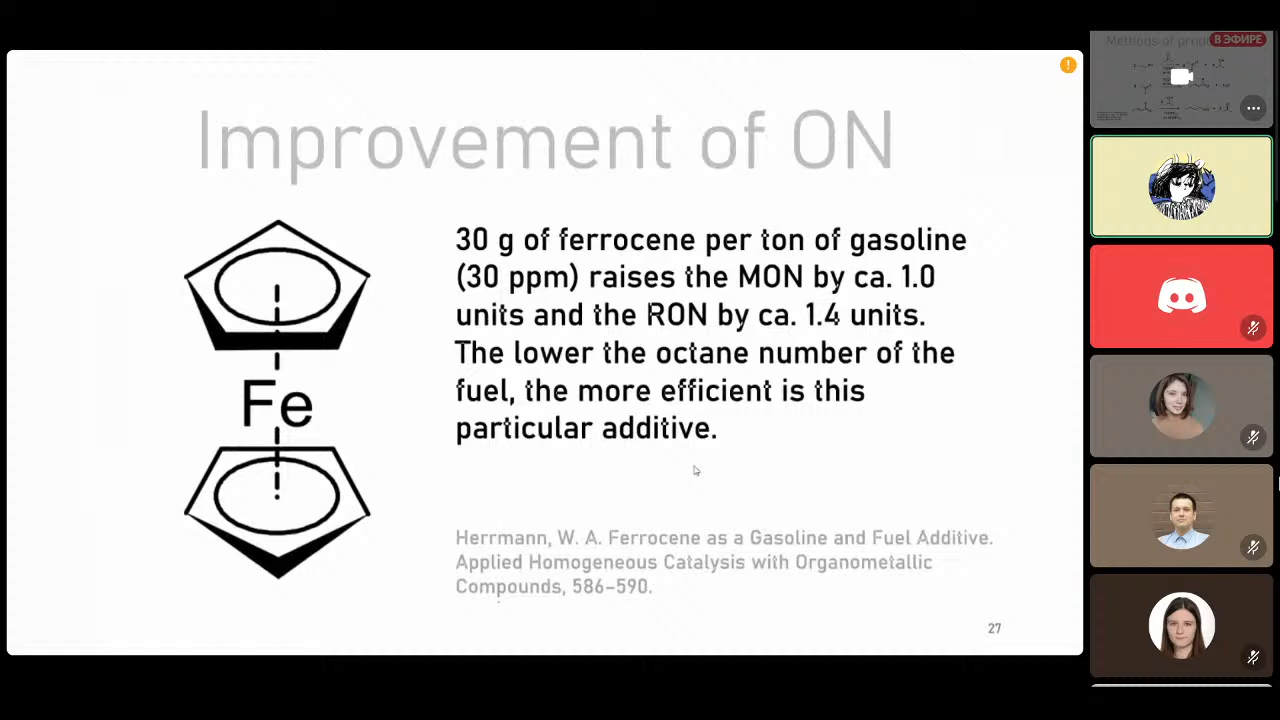 Methods of prod
В ЭФИРЕ
Improvement of ON
30 g of ferrocene per ton of gasoline
(30 ppm) raises the MON by ca. 1.0
units and the RON by ca. 1.4 units.
The lower the octane number of the
fuel, the more efficient is this
particular additive.
Fe
Herrmann, W. A. Ferrocene as a Gasoline and Fuel Additive.
Applied Homogeneous Catalysis with Organometallic
Compounds, 586–590.
27